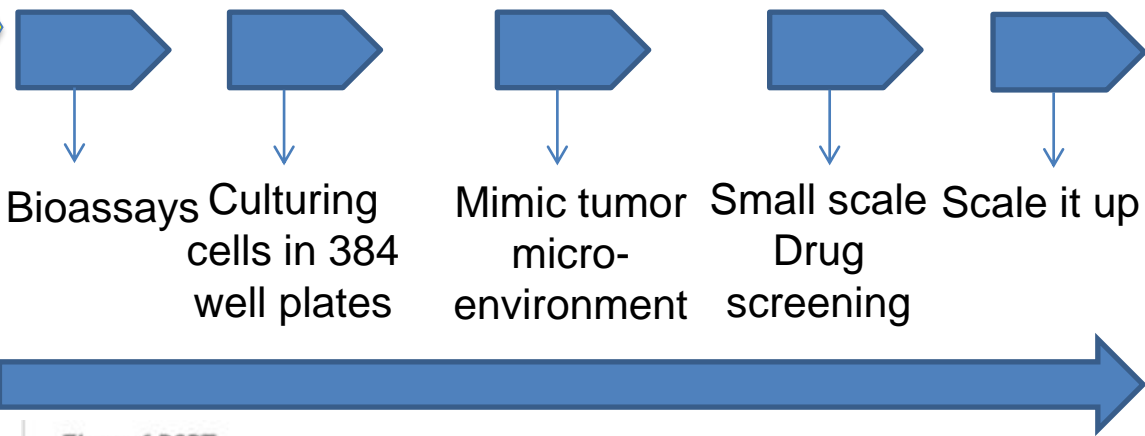 Bioassays
Culturing
cells in 384
well plates
Mimic tumor
micro-
environment
Small scale
Drug
screening
Scale it up